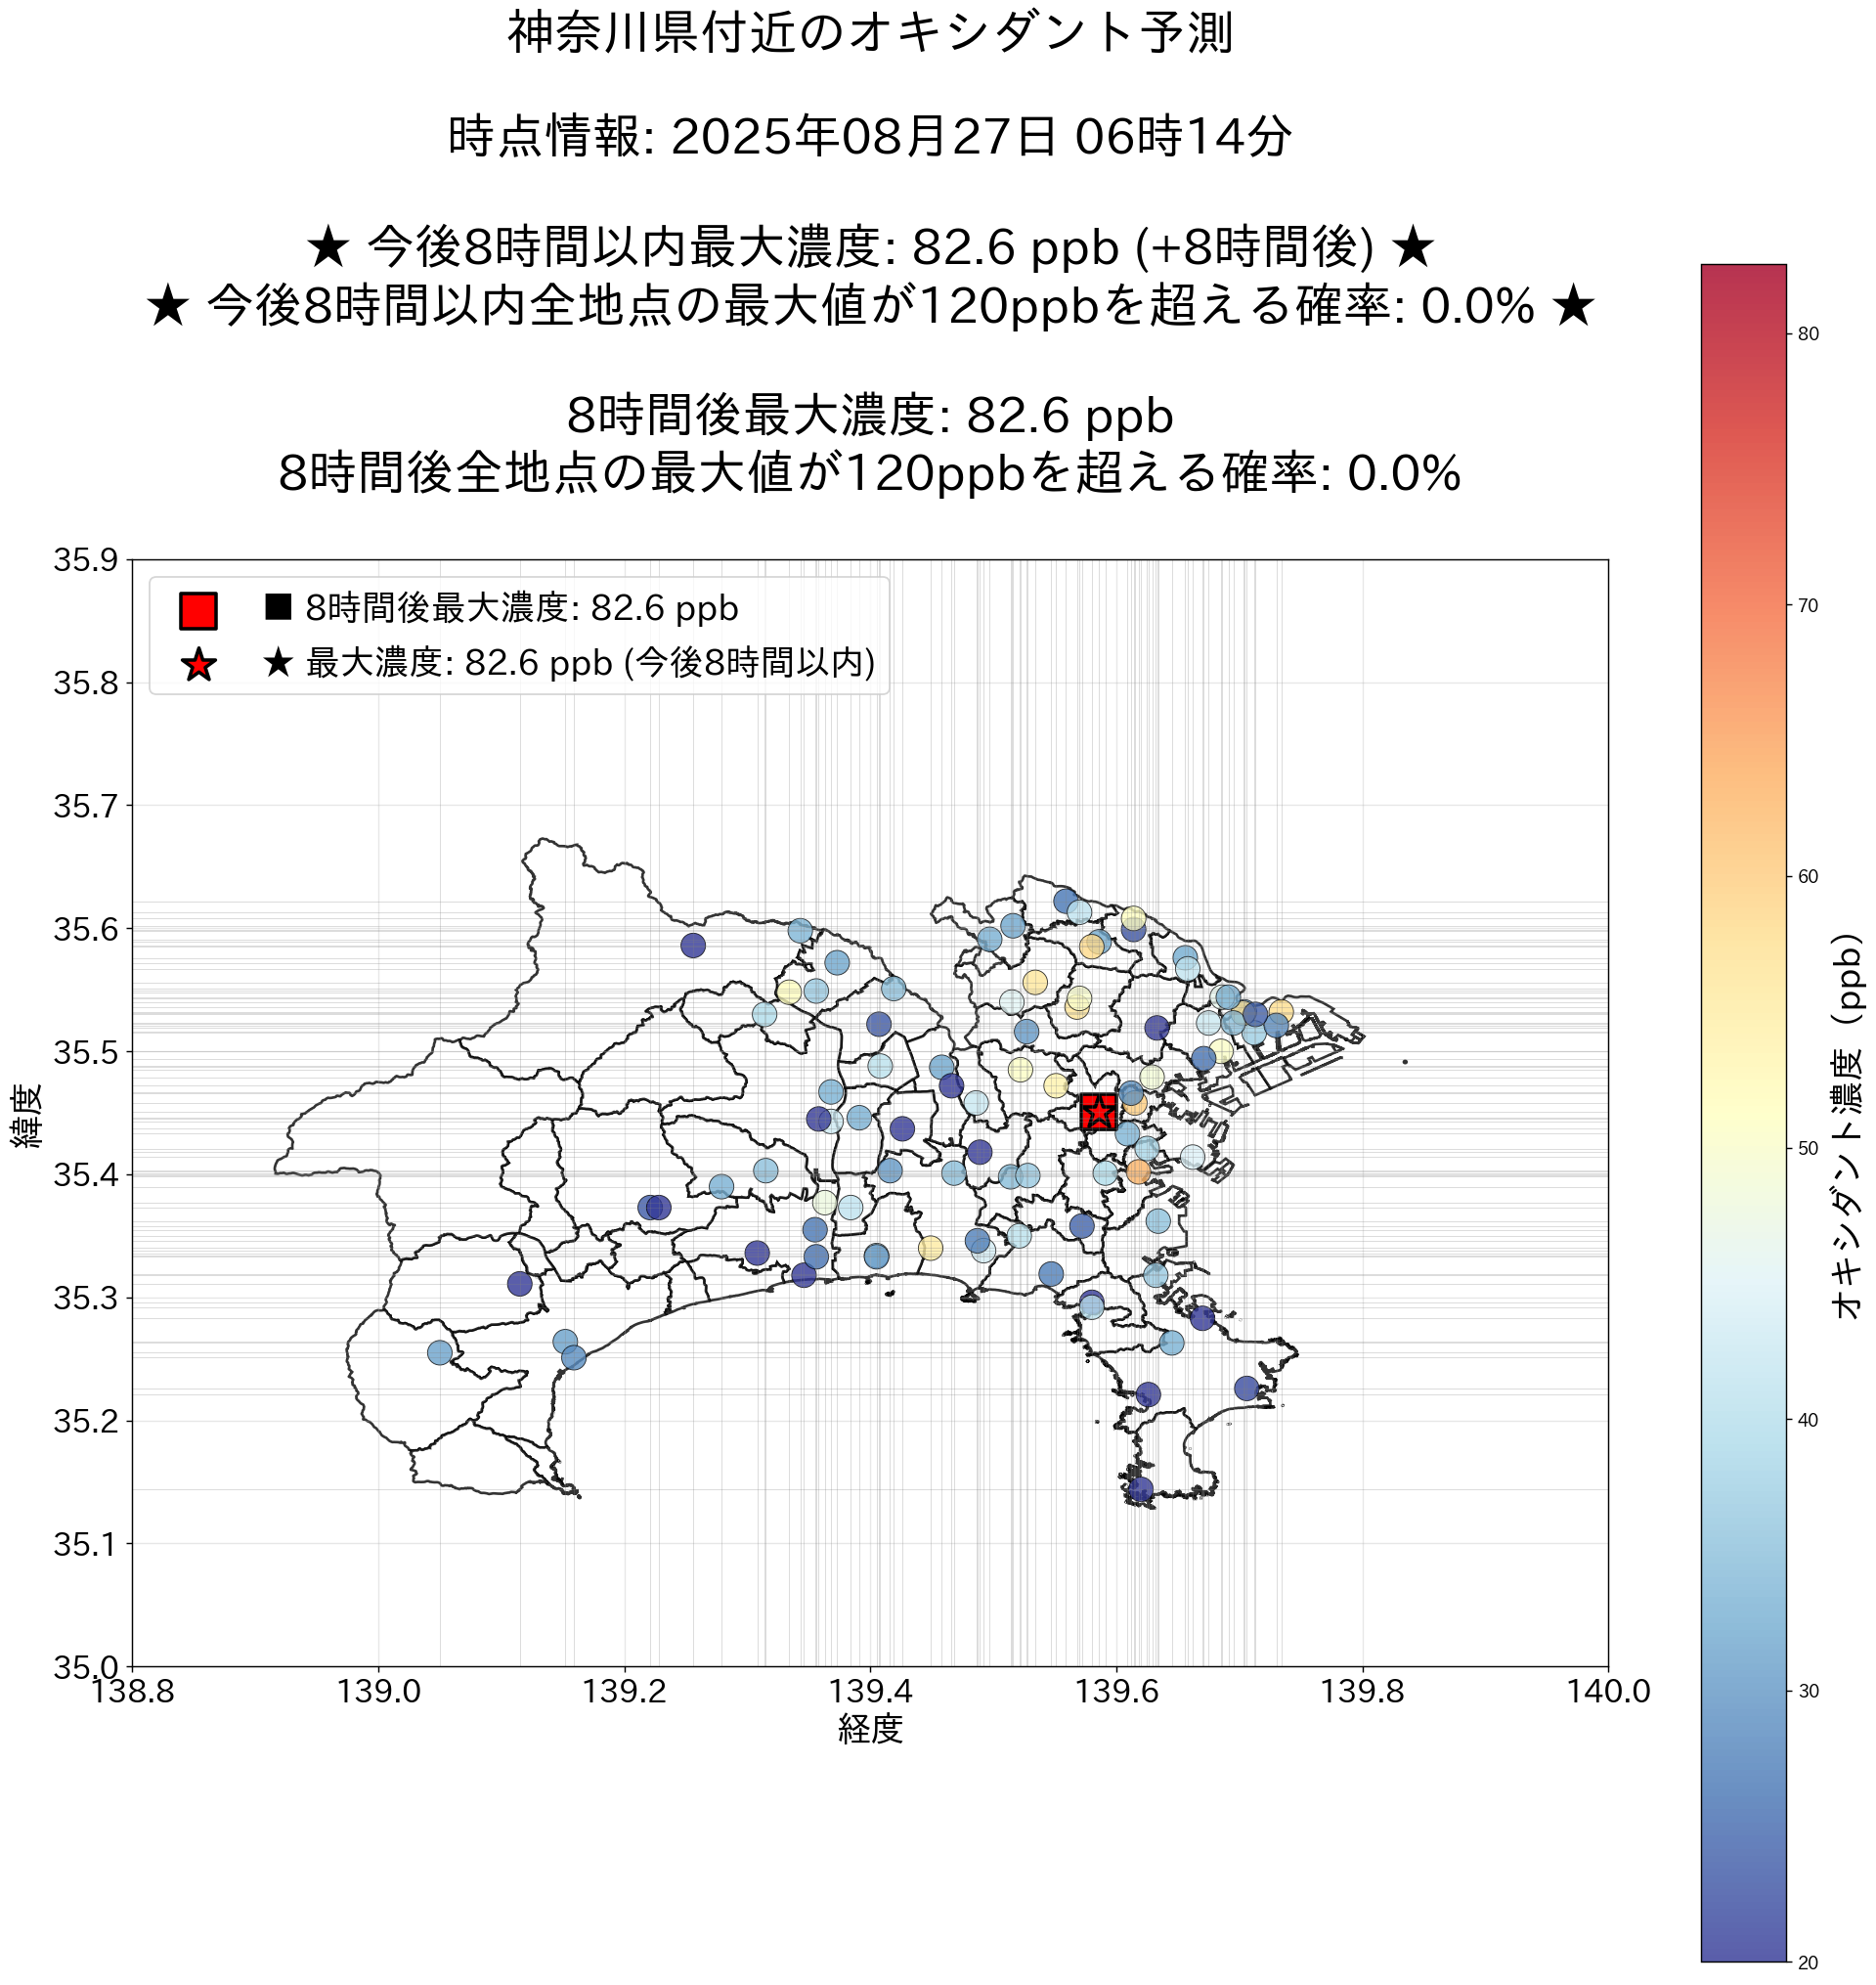 神奈川県付近のオキシダント予測
時点情報: 2025年08月27日 06時14分
★ 今後8時間以内最大濃度: 82.6 ppb (+8時間後) ★
★ 今後8時間以内全地点の最大値が120ppbを超える確率: 0.0% ★
8時間後最大濃度: 82.6 ppb
8時間後全地点の最大値が120ppbを超える確率: 0.0%
■ 8時間後最大濃度: 82.6 ppb
★ 最大濃度: 82.6 ppb (今後8時間以内)
35.9
35.8
35.7
35.6
35.5
35.4
35.3
35.2
35.1
35.0
緯度
138.8
139.0
139.2
139.4
139.6
139.8
140.0
経度
80
70
60
50
40
30
20
オキシダント濃度（ppb）